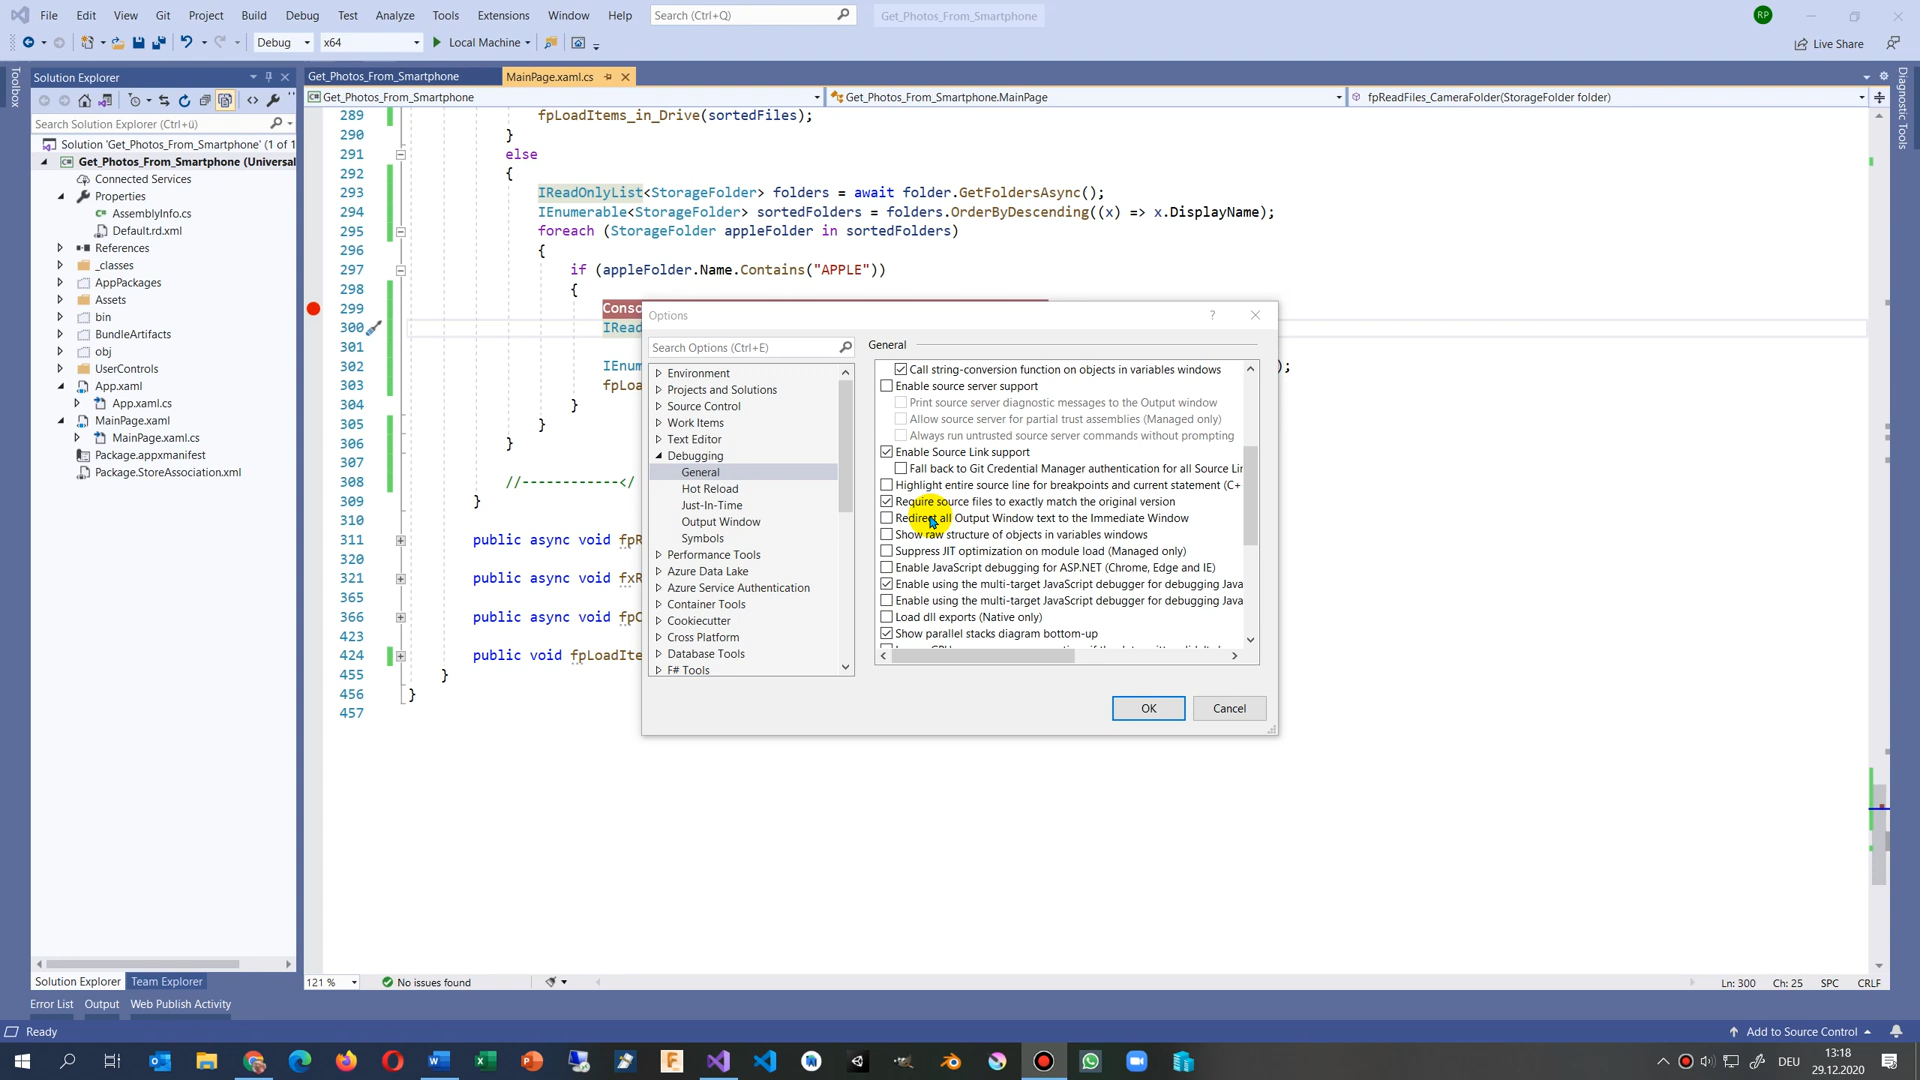 File Edit View Git Project Build Debug Test Analyze Tools Extensions Window Help Search (Ctrl+Q) Get_Photos_From_Smartphone RP
Debug x64 Local Machine Live Share
Toolbox
Solution Explorer
Search Solution Explorer (Ctrl+ü)
Solution 'Get_Photos_From_Smartphone' (1 of 1
Get_Photos_From_Smartphone (Universal
Connected Services
Properties
AssemblyInfo.cs
Default.rd.xml
References
_classes
AppPackages
Assets
bin
BundleArtifacts
obj
UserControls
App.xaml
App.xaml.cs
MainPage.xaml
MainPage.xaml.cs
Package.appxmanifest
Package.StoreAssociation.xml
Solution Explorer Team Explorer
Get_Photos_From_Smartphone MainPage.xaml.cs
Get_Photos_From_Smartphone Get_Photos_From_Smartphone.MainPage fpReadFiles_CameraFolder(StorageFolder folder)
289 fpLoadItems_in_Drive(sortedFiles);
290 }
291 else
292 {
293 IReadOnlyList<StorageFolder> folders = await folder.GetFoldersAsync();
294 IEnumerable<StorageFolder> sortedFolders = folders.OrderByDescending((x) => x.DisplayName);
295 foreach (StorageFolder appleFolder in sortedFolders)
296 {
297 if (appleFolder.Name.Contains("APPLE"))
298 {
299 Consc
300 IRead
301
302 IEnum );
303 fpLoa
304 }
305 }
306 }
307
308 //------------</
309 }
310
311 public async void fpR
320
321 public async void fxR
365
366 public async void fpC
423
424 public void fpLoadIte
455 }
456 }
457
Options ?
Search Options (Ctrl+E)
Environment
Projects and Solutions
Source Control
Work Items
Text Editor
Debugging
General
Hot Reload
Just-In-Time
Output Window
Symbols
Performance Tools
Azure Data Lake
Azure Service Authentication
Container Tools
Cookiecutter
Cross Platform
Database Tools
F# Tools
General
Call string-conversion function on objects in variables windows
Enable source server support
Print source server diagnostic messages to the Output window
Allow source server for partial trust assemblies (Managed only)
Always run untrusted source server commands without prompting
Enable Source Link support
Fall back to Git Credential Manager authentication for all Source Lir
Highlight entire source line for breakpoints and current statement (C+
Require source files to exactly match the original version
Redirect all Output Window text to the Immediate Window
Show raw structure of objects in variables windows
Suppress JIT optimization on module load (Managed only)
Enable JavaScript debugging for ASP.NET (Chrome, Edge and IE)
Enable using the multi-target JavaScript debugger for debugging Java
Enable using the multi-target JavaScript debugger for debugging Java
Load dll exports (Native only)
Show parallel stacks diagram bottom-up
OK Cancel
Diagnostic Tools
121 % No issues found Ln: 300 Ch: 25 SPC CRLF
Error List Output Web Publish Activity
Ready Add to Source Control
DEU 13:18
29.12.2020